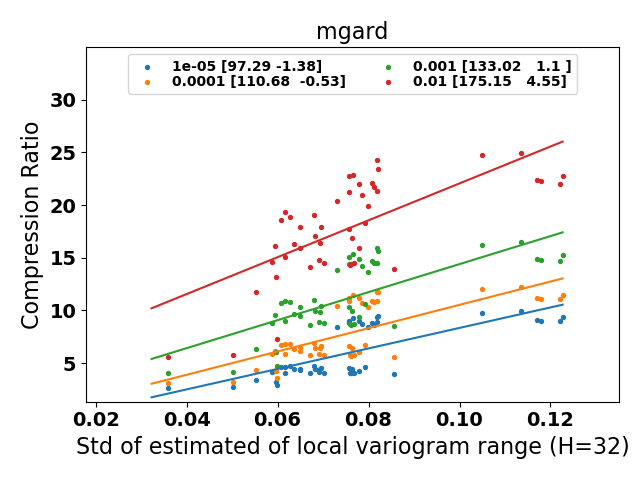 mgard
1e-05 [97.29 -1.38]
0.0001 [110.68  -0.53]
0.001 [133.02   1.1 ]
0.01 [175.15   4.55]
Compression Ratio
30
25
20
15
10
5
0.02 0.04 0.06 0.08 0.10 0.12
Std of estimated of local variogram range (H=32)